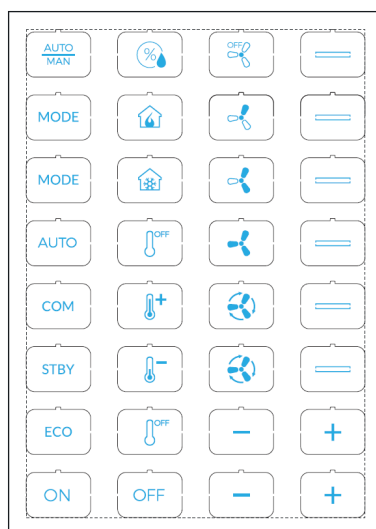 AUTO
MAN
%
OFF
MODE
MODE
AUTO
OFF
COM
+
STBY
-
ECO
OFF
-
+
ON
OFF
-
+